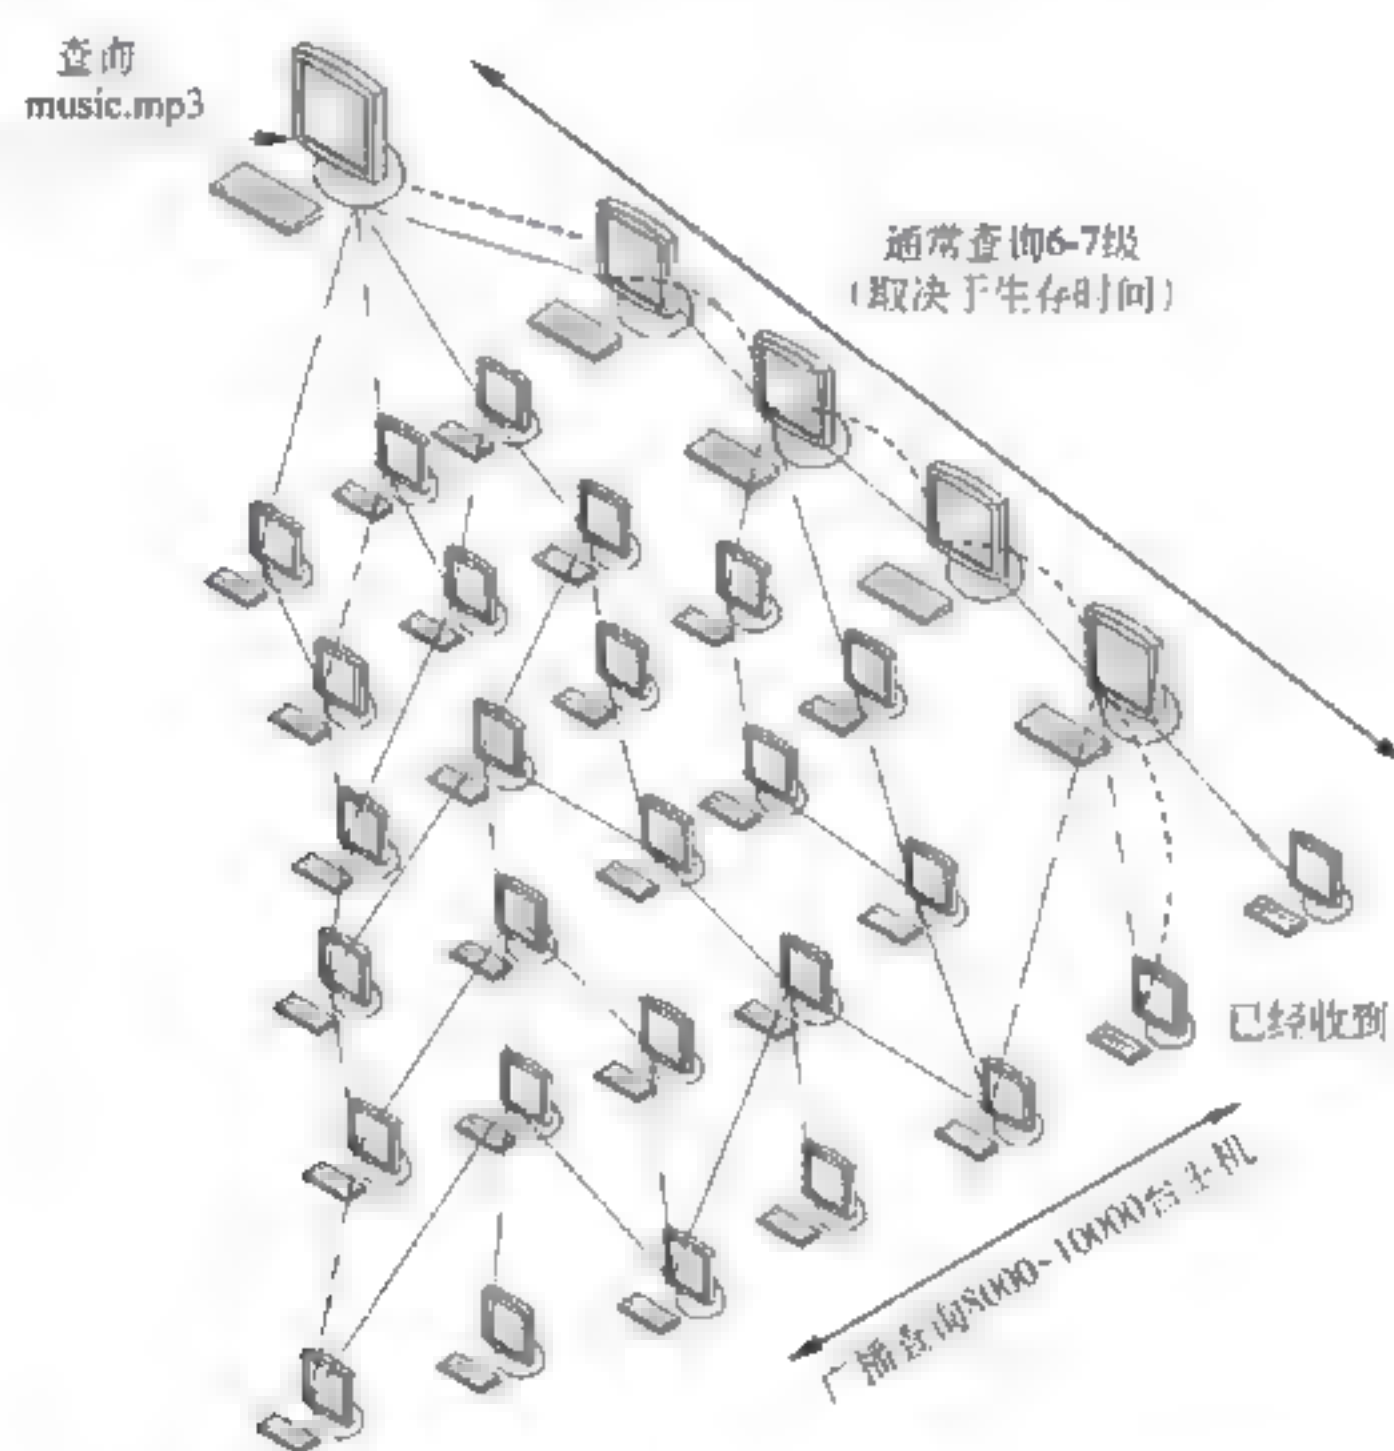 查询
music.mp3
通常查询6-7级
(取决于生存时间)
已经收到
广播查询8000~10000台主机